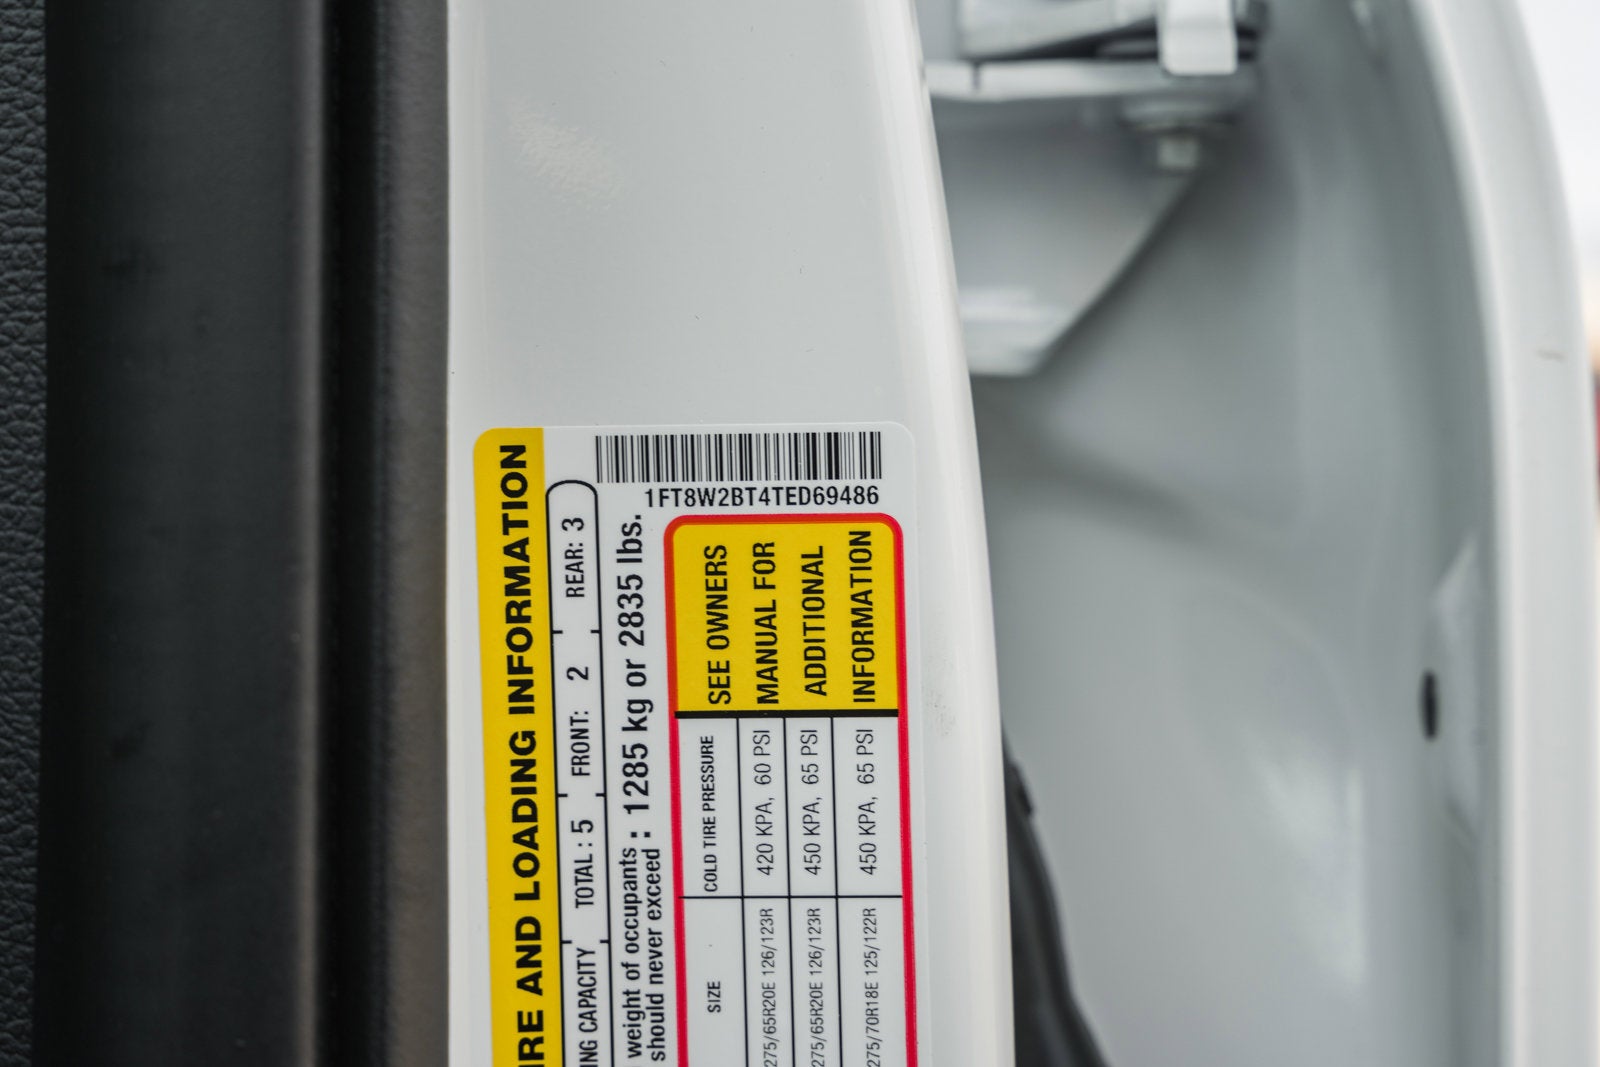 1FT8W2BT4TED69486
IRE AND LOADING INFORMATION
NG CAPACITY TOTAL: 5 FRONT: 2 REAR: 3
weight of occupants
should never exceed : 1285 kg or 2835 lbs.
SIZE COLD TIRE PRESSURE
275/65R20E 126/123R 420 KPA, 60 PSI
275/65R20E 126/123R 450 KPA, 65 PSI
275/70R18E 125/122R 450 KPA, 65 PSI
SEE OWNERS
MANUAL FOR
ADDITIONAL
INFORMATION